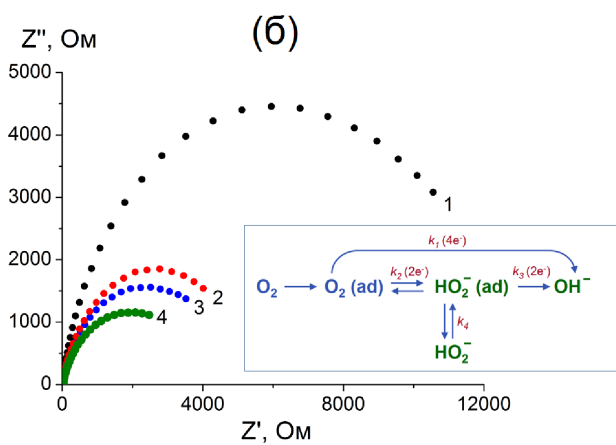 (б)
Z'', Ом
5000
4000
3000
2000
1000
0
1
2
3
4
k₁ (4e⁻)
O₂ O₂ (ad) k₂ (2e⁻) HO₂⁻ (ad) k₃ (2e⁻) OH⁻
k₄
HO₂⁻
0 4000 8000 12000
Z', Ом